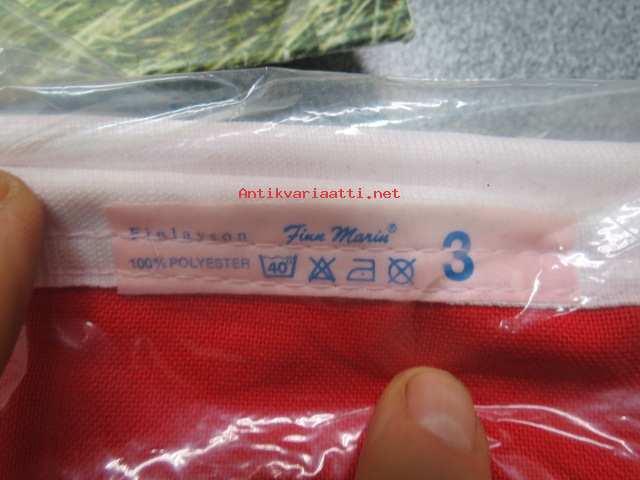 Antikvariaatti.net
Finlayson Finn Marin® 3
100% POLYESTER 40°